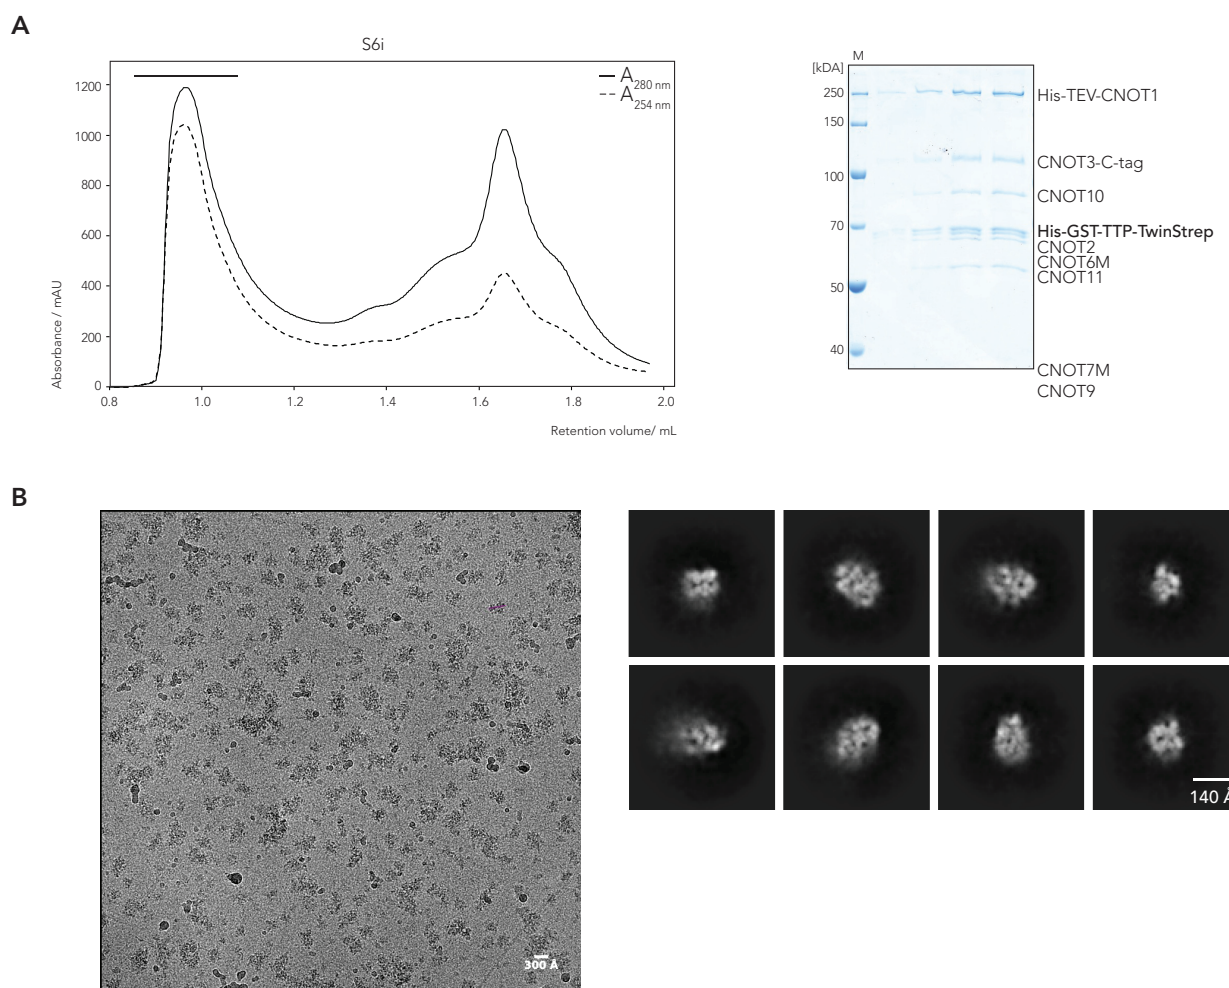 A
S6i
A280 nm
A254 nm
1200
1000
800
600
400
200
0
0.8 1.0 1.2 1.4 1.6 1.8 2.0
Absorbance / mAU
Retention volume/ mL
M
[kDA]
250
150
100
70
50
40
His-TEV-CNOT1
CNOT3-C-tag
CNOT10
His-GST-TTP-TwinStrep
CNOT2
CNOT6M
CNOT11
CNOT7M
CNOT9
B
300 Å
140 Å